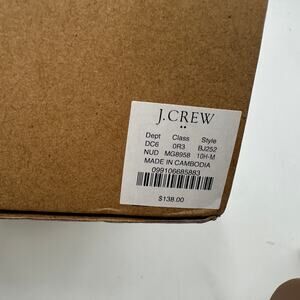 J.CREW
Dept Class Style
DC6 0R3 BJ252
NUD MG8958 10H-M
MADE IN CAMBODIA
099106685883
$138.00